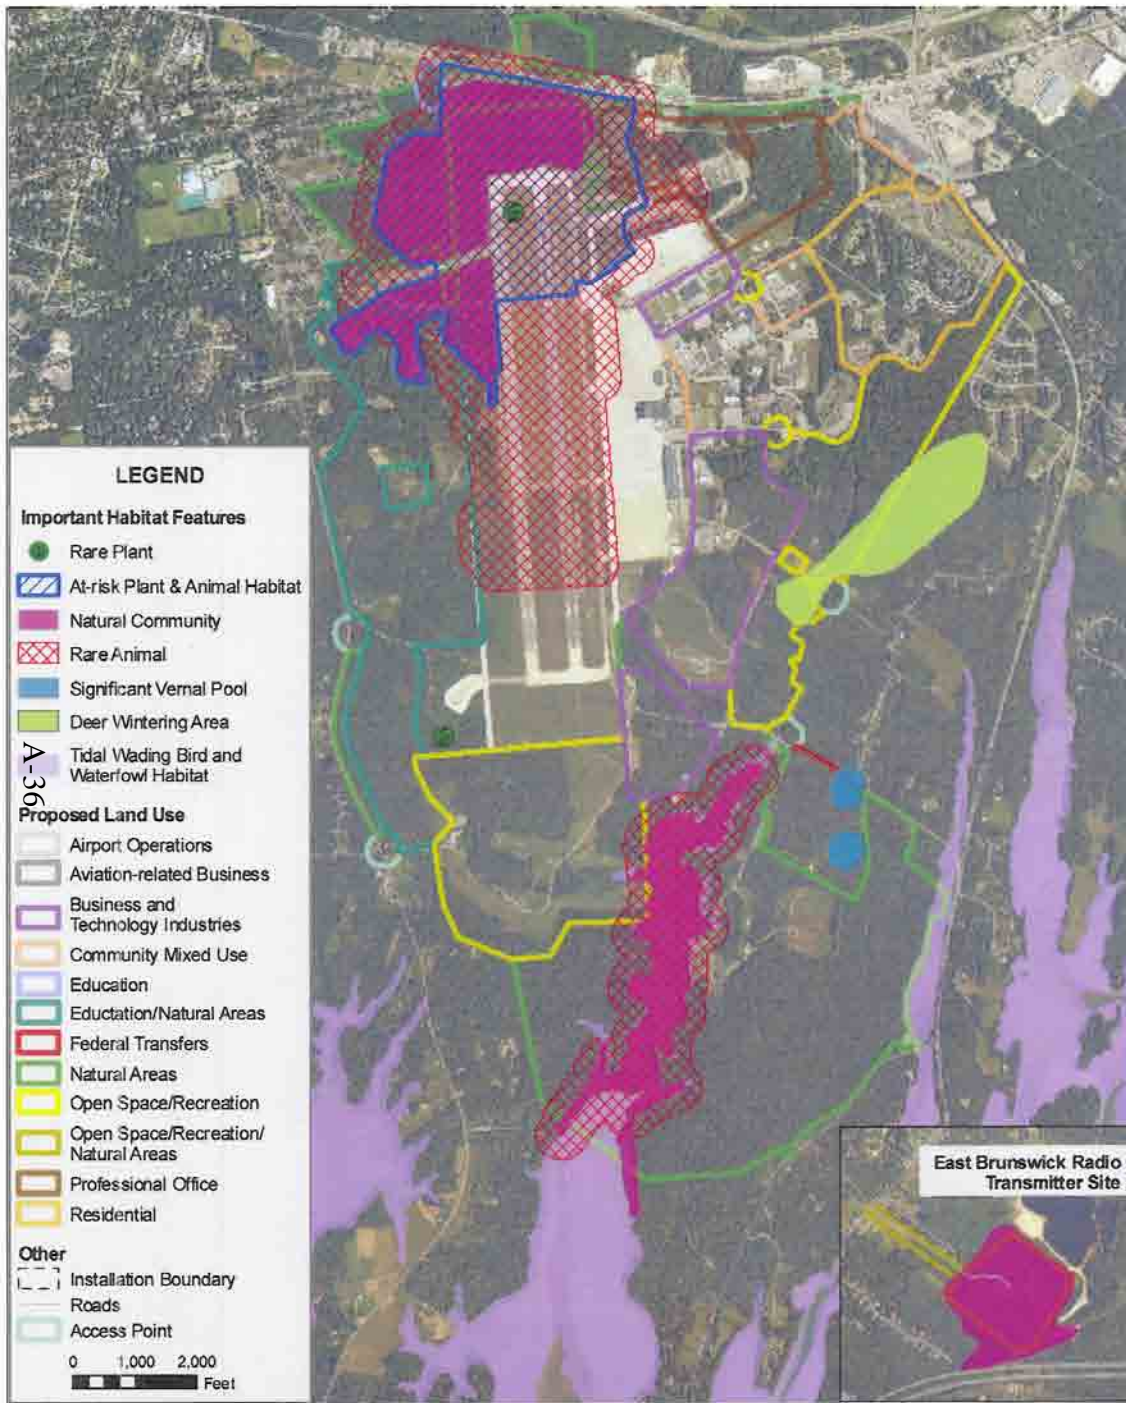 LEGEND
Important Habitat Features
Rare Plant
At-risk Plant & Animal Habitat
Natural Community
Rare Animal
Significant Vernal Pool
Deer Wintering Area
Tidal Wading Bird and
Waterfowl Habitat
A-36
Proposed Land Use
Airport Operations
Aviation-related Business
Business and
Technology Industries
Community Mixed Use
Education
Eductation/Natural Areas
Federal Transfers
Natural Areas
Open Space/Recreation
Open Space/Recreation/
Natural Areas
Professional Office
Residential
Other
Installation Boundary
Roads
Access Point
0 1,000 2,000
Feet
East Brunswick Radio
Transmitter Site